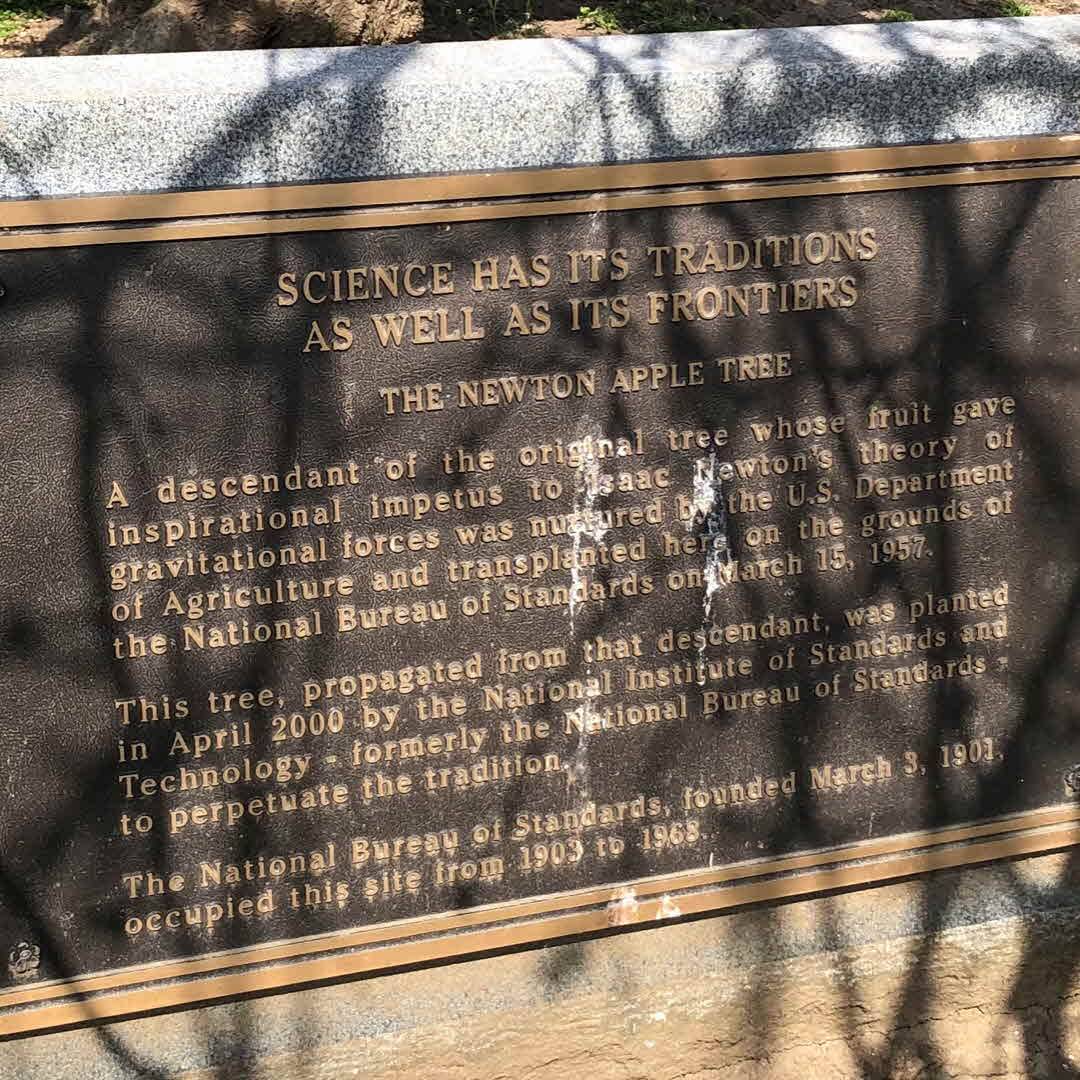 SCIENCE HAS ITS TRADITIONS
AS WELL AS ITS FRONTIERS
THE NEWTON APPLE TREE
A descendant of the original tree whose fruit gave
inspirational impetus to Isaac Newton's theory of
gravitational forces was nurtured by the U.S. Department
of Agriculture and transplanted here on the grounds of
the National Bureau of Standards on March 15, 1957.
This tree, propagated from that descendant, was planted
in April 2000 by the National Institute of Standards and
Technology - formerly the National Bureau of Standards -
to perpetuate the tradition.
The National Bureau of Standards, founded March 3, 1901,
occupied this site from 1903 to 1968.